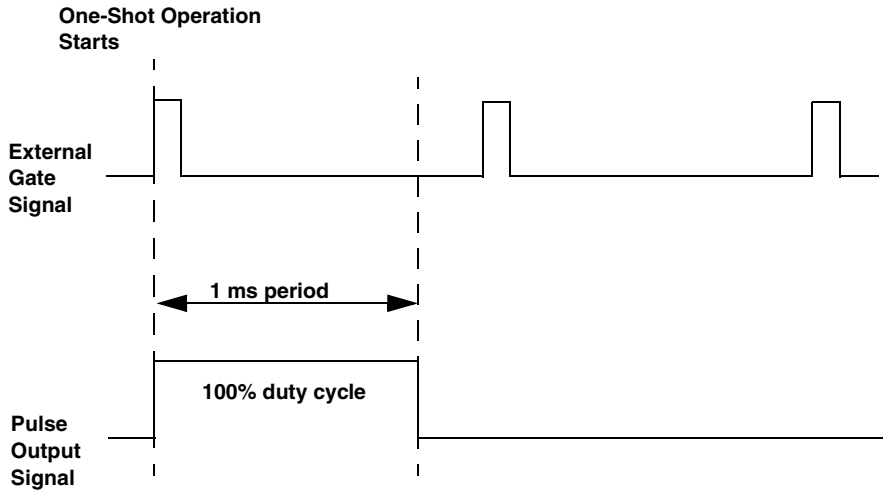 One-Shot Operation
Starts
External
Gate
Signal
1 ms period
100% duty cycle
Pulse
Output
Signal